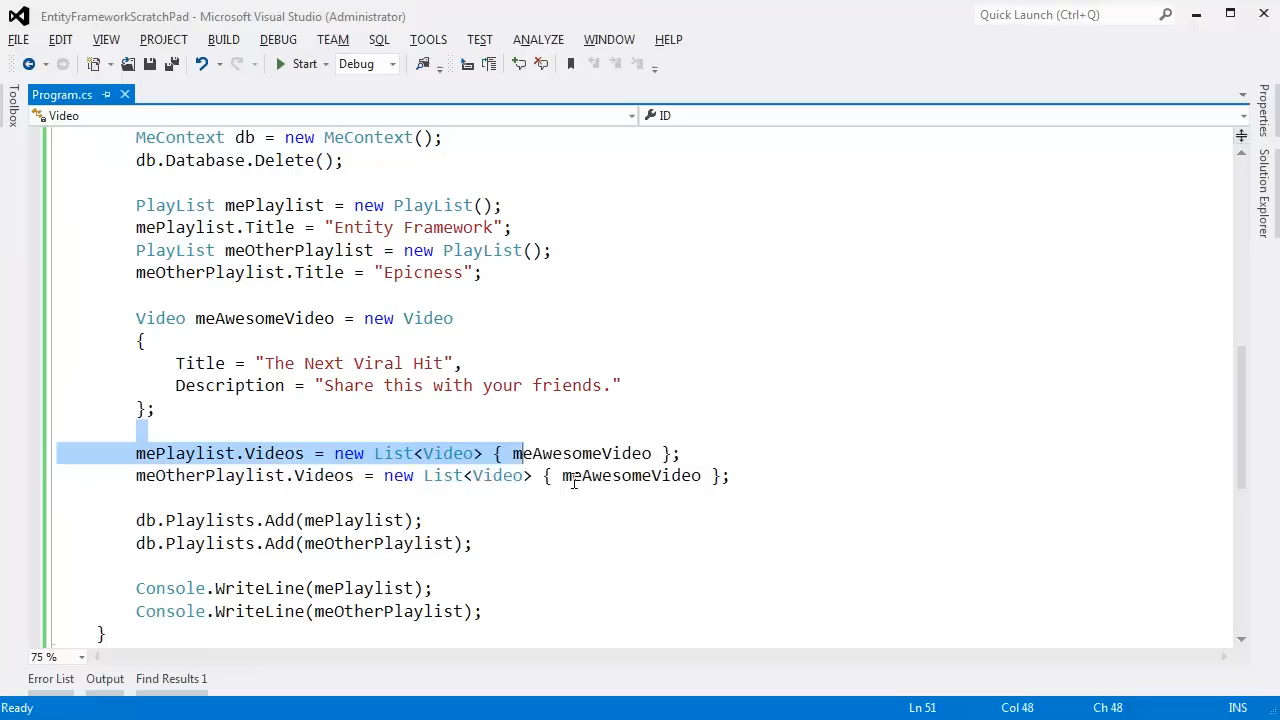 EntityFrameworkScratchPad - Microsoft Visual Studio (Administrator)
Quick Launch (Ctrl+Q)
FILE EDIT VIEW PROJECT BUILD DEBUG TEAM SQL TOOLS TEST ANALYZE WINDOW HELP
Start Debug
Toolbox
Program.cs
Properties
Solution Explorer
Video ID
MeContext db = new MeContext();
db.Database.Delete();
PlayList mePlaylist = new PlayList();
mePlaylist.Title = "Entity Framework";
PlayList meOtherPlaylist = new PlayList();
meOtherPlaylist.Title = "Epicness";
Video meAwesomeVideo = new Video
{
Title = "The Next Viral Hit",
Description = "Share this with your friends."
};
mePlaylist.Videos = new List<Video> { meAwesomeVideo };
meOtherPlaylist.Videos = new List<Video> { meAwesomeVideo };
db.Playlists.Add(mePlaylist);
db.Playlists.Add(meOtherPlaylist);
Console.WriteLine(mePlaylist);
Console.WriteLine(meOtherPlaylist);
}
75 %
Error List Output Find Results 1
Ready Ln 51 Col 48 Ch 48 INS